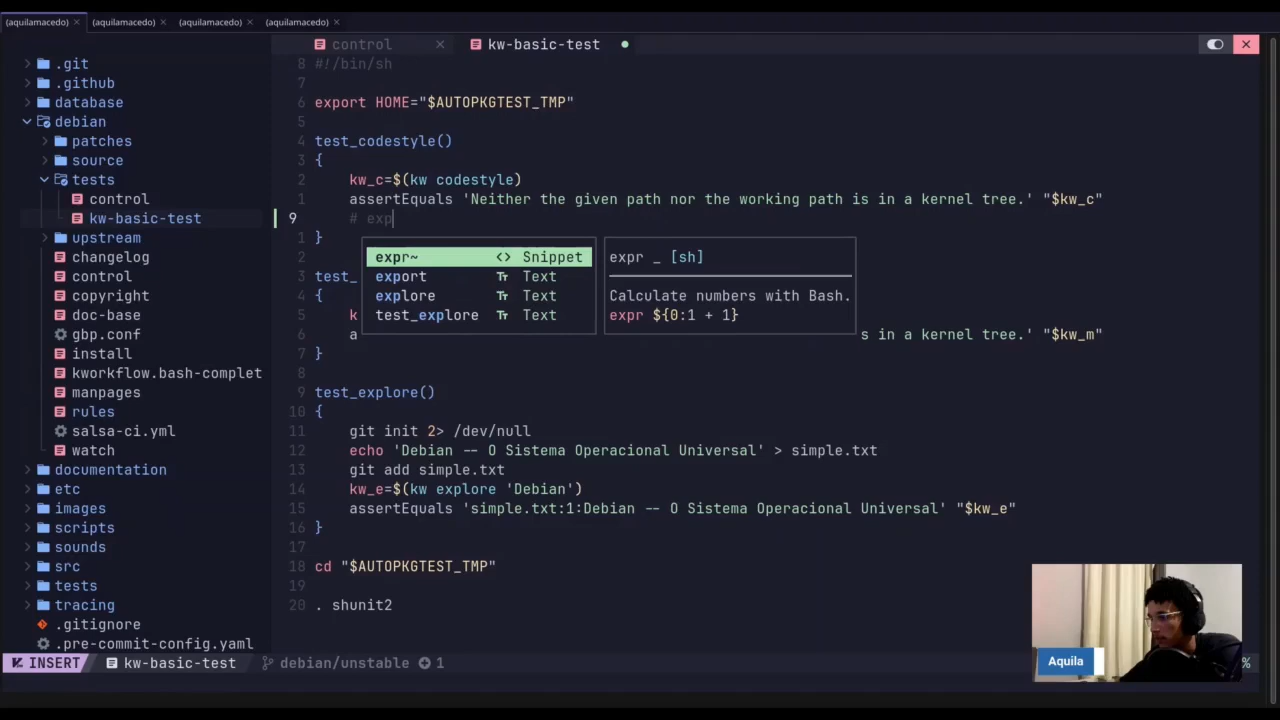 (aquilamacedo) × (aquilamacedo) × (aquilamacedo) × (aquilamacedo) ×
control × kw-basic-test
.git
.github
database
debian
patches
source
tests
control
kw-basic-test
upstream
changelog
control
copyright
doc-base
gbp.conf
install
kworkflow.bash-complet
manpages
rules
salsa-ci.yml
watch
documentation
etc
images
scripts
sounds
src
tests
tracing
.gitignore
.pre-commit-config.yaml
8 #!/bin/sh
7
6 export HOME="$AUTOPKGTEST_TMP"
5
4 test_codestyle()
3 {
2 kw_c=$(kw codestyle)
1 assertEquals 'Neither the given path nor the working path is in a kernel tree.' "$kw_c"
9 # exp
1 }
2
3 test_
4 {
5 k
6 a s in a kernel tree.' "$kw_m"
7 }
8
9 test_explore()
10 {
11 git init 2> /dev/null
12 echo 'Debian -- O Sistema Operacional Universal' > simple.txt
13 git add simple.txt
14 kw_e=$(kw explore 'Debian')
15 assertEquals 'simple.txt:1:Debian -- O Sistema Operacional Universal' "$kw_e"
16 }
17
18 cd "$AUTOPKGTEST_TMP"
19
20 . shunit2
expr~ <> Snippet
export Text
explore Text
test_explore Text
expr _ [sh]
Calculate numbers with Bash.
expr ${0:1 + 1}
Aquila
INSERT kw-basic-test debian/unstable 1 %